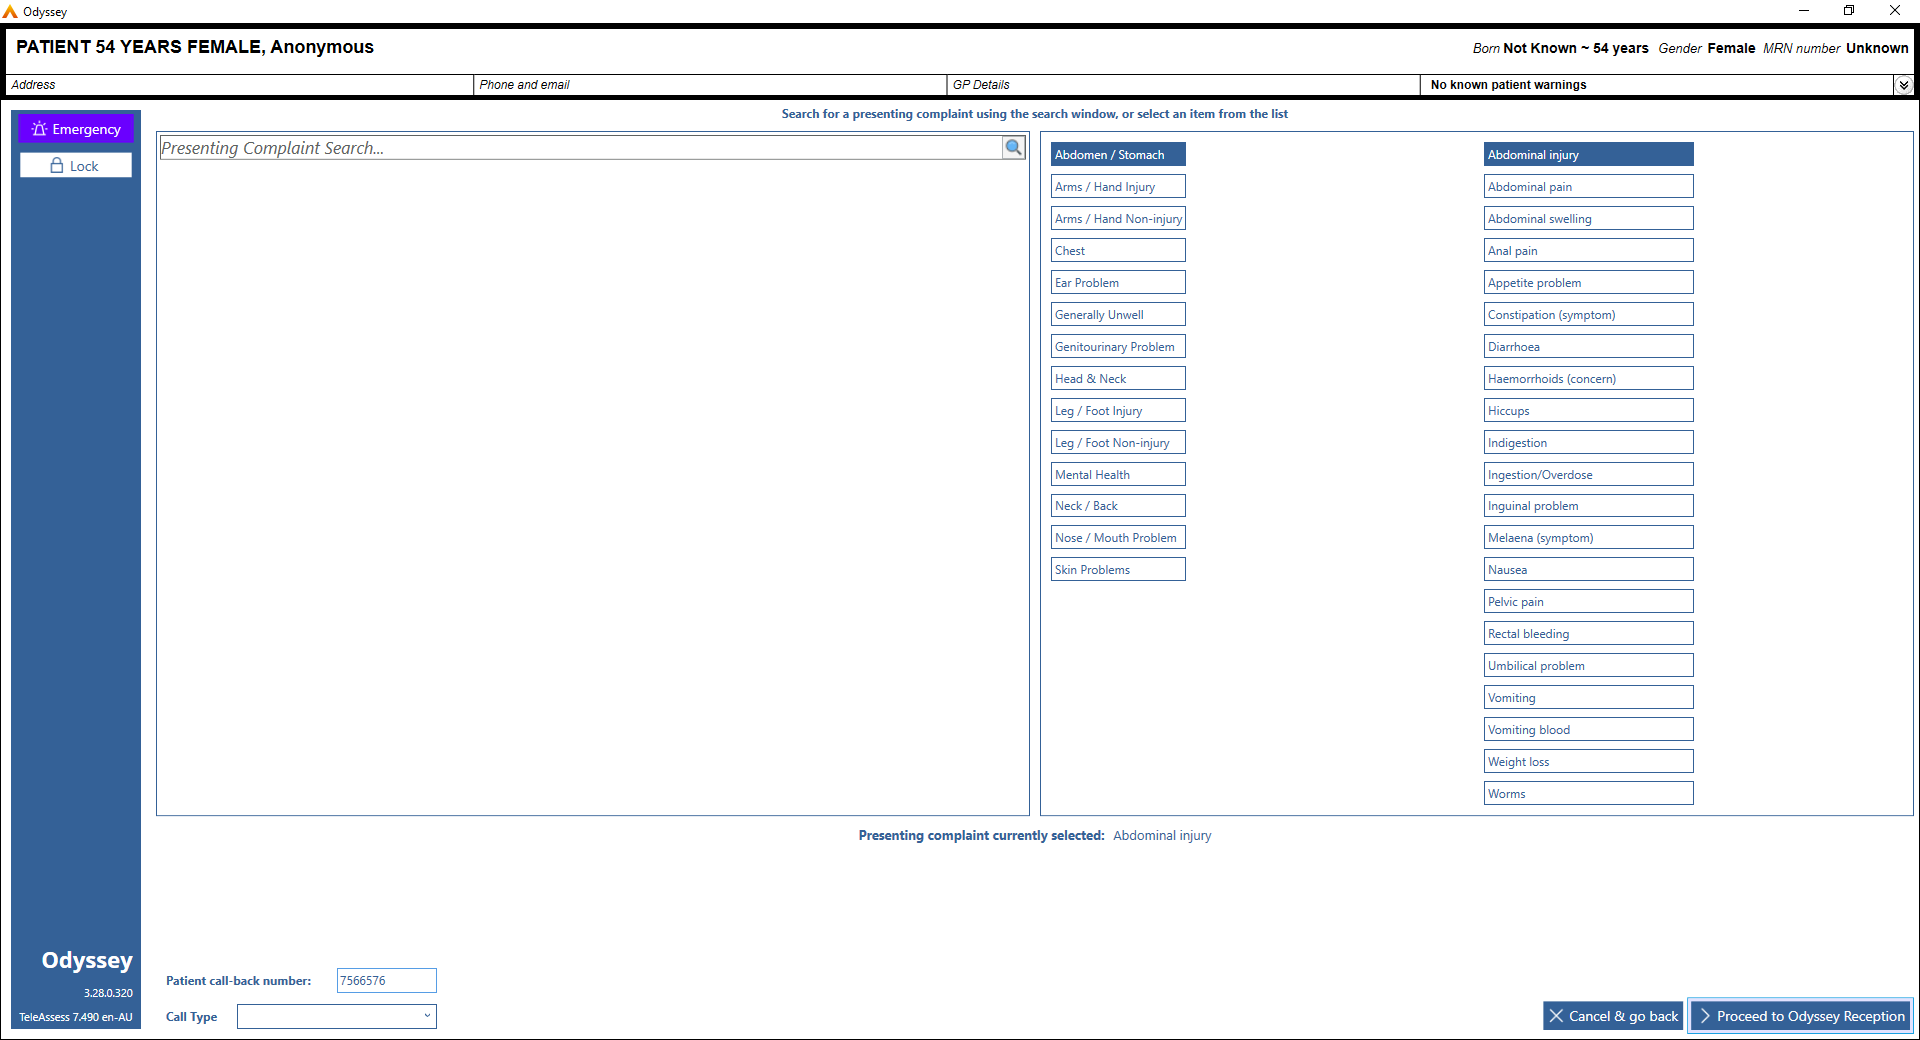 Odyssey
PATIENT 54 YEARS FEMALE, Anonymous
Born Not Known ~ 54 years Gender Female MRN number Unknown
Address
Phone and email
GP Details
No known patient warnings
Emergency
Lock
Search for a presenting complaint using the search window, or select an item from the list
Presenting Complaint Search...
Abdomen / Stomach
Arms / Hand Injury
Arms / Hand Non-injury
Chest
Ear Problem
Generally Unwell
Genitourinary Problem
Head & Neck
Leg / Foot Injury
Leg / Foot Non-injury
Mental Health
Neck / Back
Nose / Mouth Problem
Skin Problems
Abdominal injury
Abdominal pain
Abdominal swelling
Anal pain
Appetite problem
Constipation (symptom)
Diarrhoea
Haemorrhoids (concern)
Hiccups
Indigestion
Ingestion/Overdose
Inguinal problem
Melaena (symptom)
Nausea
Pelvic pain
Rectal bleeding
Umbilical problem
Vomiting
Vomiting blood
Weight loss
Worms
Presenting complaint currently selected: Abdominal injury
Odyssey
3.28.0.320
TeleAssess 7.490 en-AU
Patient call-back number: 7566576
Call Type
Cancel & go back
Proceed to Odyssey Reception